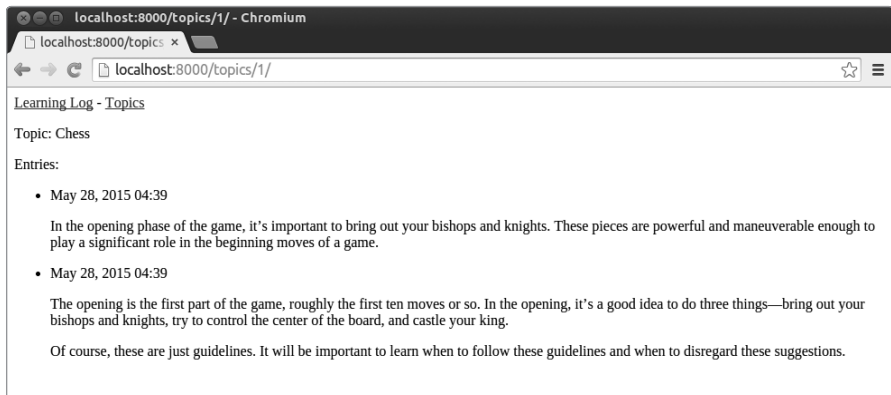 localhost:8000/topics/1/ - Chromium
localhost:8000/topics
localhost:8000/topics/1/
Learning Log - Topics
Topic: Chess
Entries:
• May 28, 2015 04:39
In the opening phase of the game, it’s important to bring out your bishops and knights. These pieces are powerful and maneuverable enough to
play a significant role in the beginning moves of a game.
• May 28, 2015 04:39
The opening is the first part of the game, roughly the first ten moves or so. In the opening, it’s a good idea to do three things—bring out your
bishops and knights, try to control the center of the board, and castle your king.
Of course, these are just guidelines. It will be important to learn when to follow these guidelines and when to disregard these suggestions.